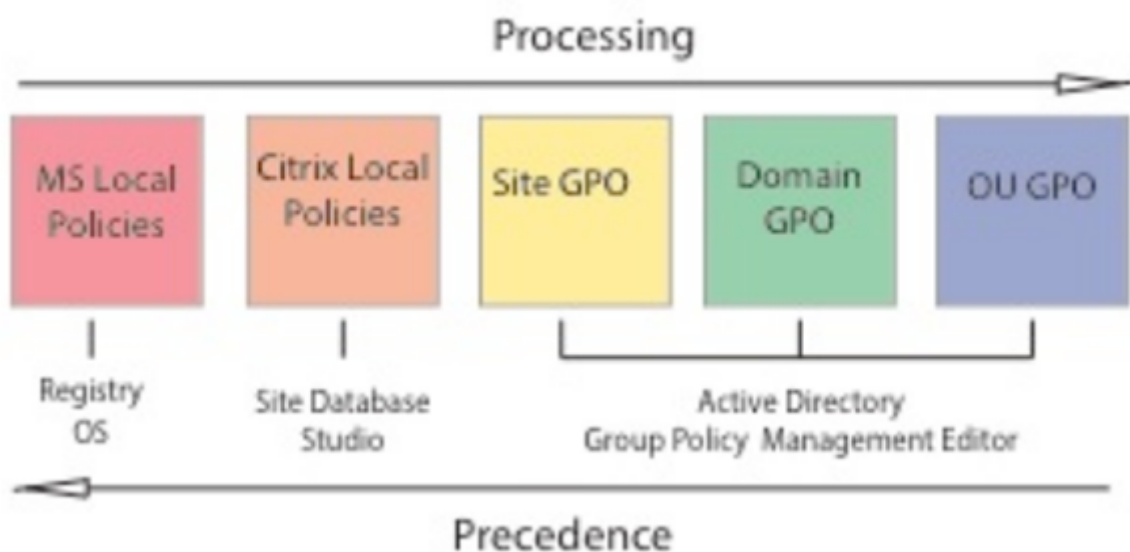 Processing
MS Local
Policies
Citrix Local
Policies
Site GPO
Domain
GPO
OU GPO
Registry
OS
Site Database
Studio
Active Directory
Group Policy Management Editor
Precedence